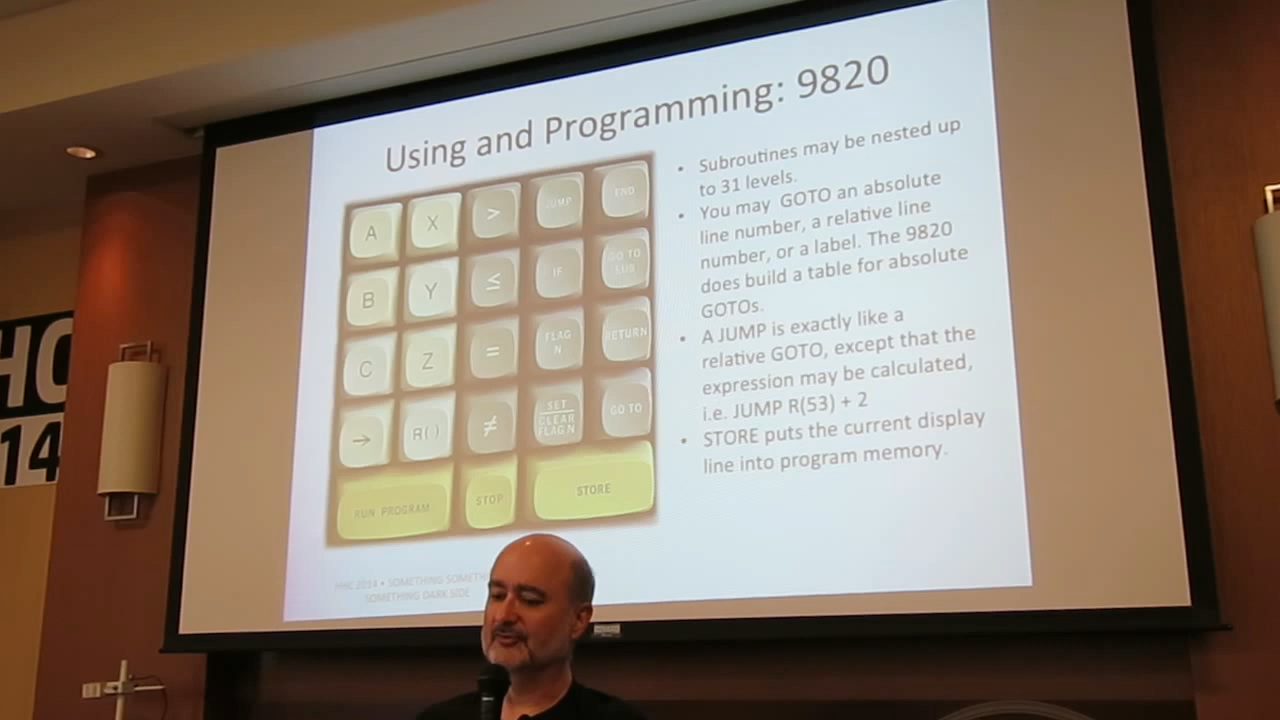 Using and Programming: 9820
A X > JUMP END
B Y ≤ IF GO TO SUB
C Z = FLAG N RETURN
→ R( ) ≠ SET CLEAR FLAG N GO TO
RUN PROGRAM STOP STORE
• Subroutines may be nested up
to 31 levels.
• You may GOTO an absolute
line number, a relative line
number, or a label. The 9820
does build a table for absolute
GOTOs.
• A JUMP is exactly like a
relative GOTO, except that the
expression may be calculated,
i.e. JUMP R(53) + 2
• STORE puts the current display
line into program memory.
HHC 2014 • SOMETHING
SOMETHING DARK SIDE
HC
14